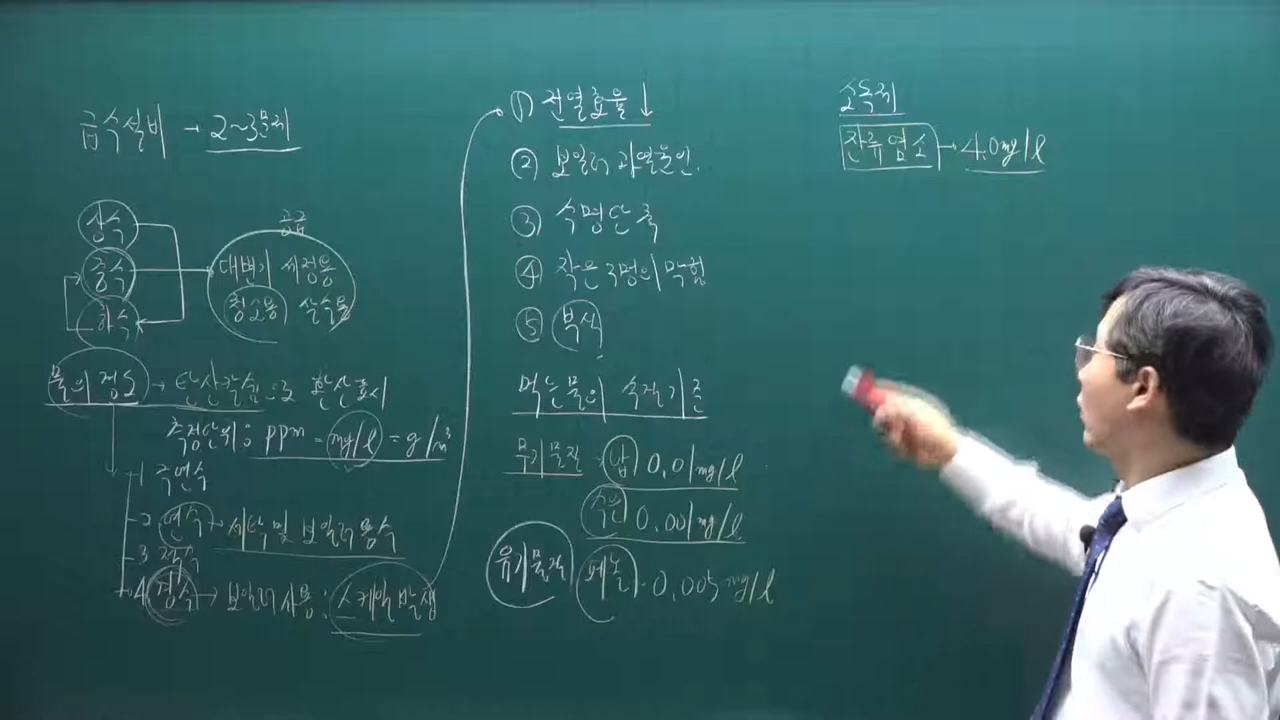 급수설비 → 2~3문제
상수
중수
하수
공급
대변기 세정용
청소용 살수용
물의 경도 → 탄산칼슘으로 환산표시
측정단위: ppm = mg/l = g/m³
1 극연수
2 연수 → 세탁 및 보일러 용수
3 적수
4 경수 → 보일러 사용: 스케일 발생
① 전열효율 ↓
② 보일러 과열원인.
③ 수명단축
④ 작은 구멍의 막힘
⑤ 부식
먹는 물의 수질기준
무기물질 납 0.01mg/l
수은 0.001mg/l
유기물질 페놀 0.005mg/l
소독제
잔류염소 → 4.0mg/l